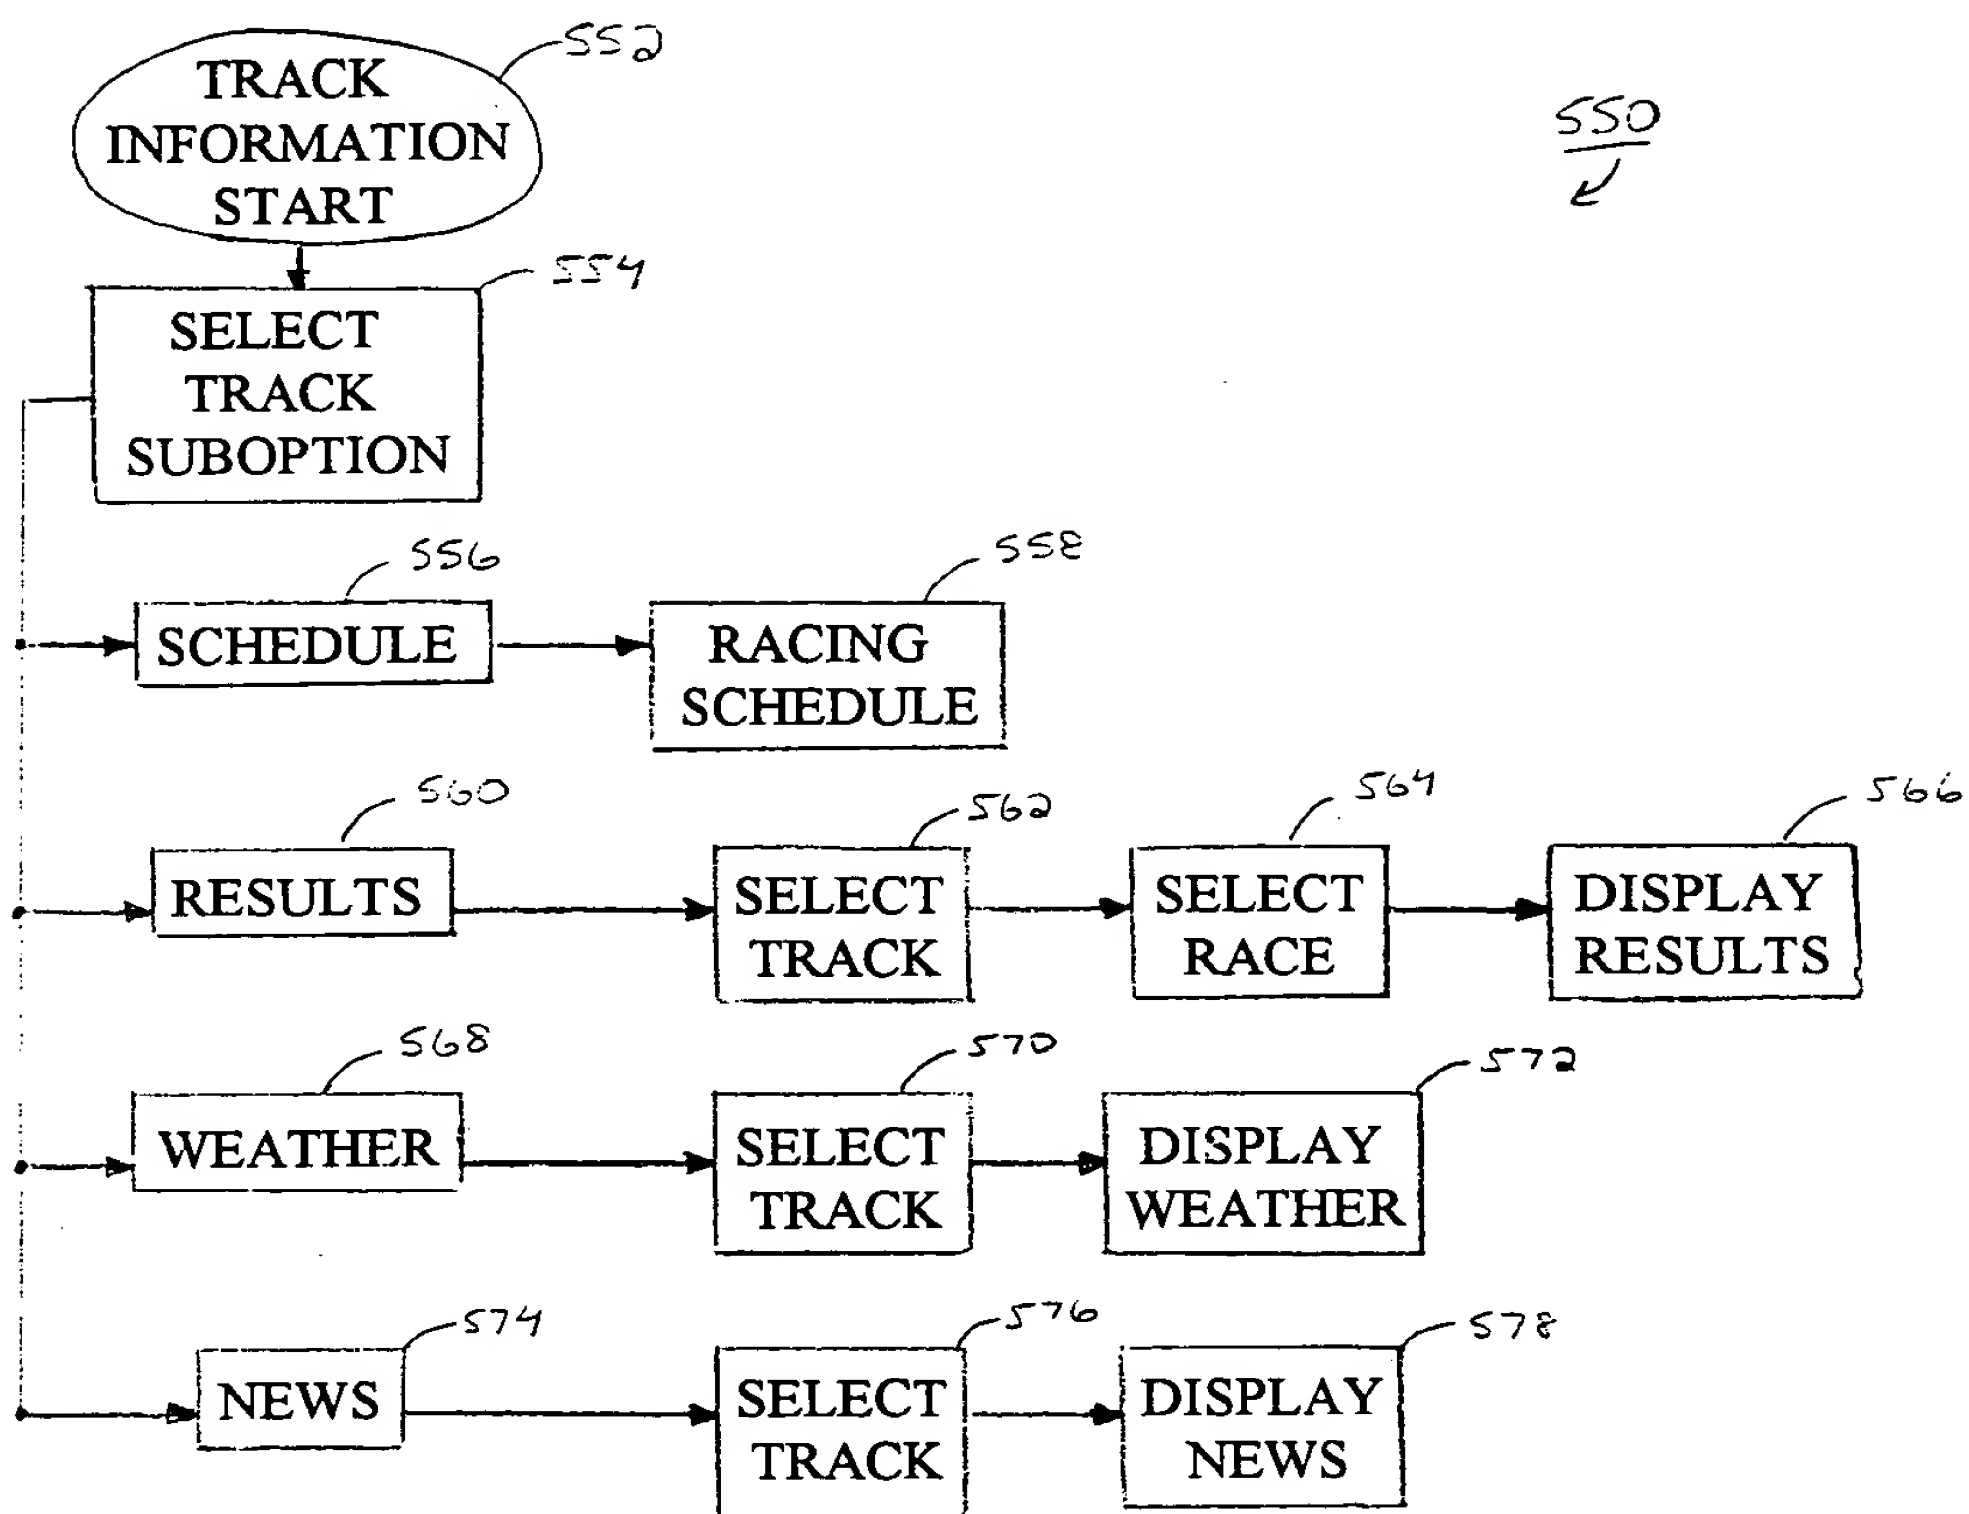 552
TRACK
INFORMATION
START
550
554
SELECT
TRACK
SUBOPTION
556
558
SCHEDULE
RACING
SCHEDULE
560
562
564
566
RESULTS
SELECT
TRACK
SELECT
RACE
DISPLAY
RESULTS
568
570
572
WEATHER
SELECT
TRACK
DISPLAY
WEATHER
574
576
578
NEWS
SELECT
TRACK
DISPLAY
NEWS